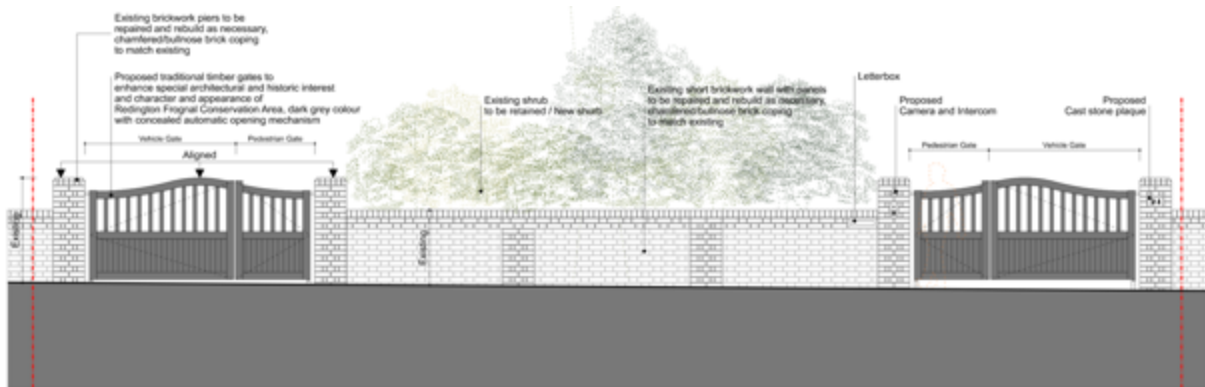 Existing brickwork piers to be
repaired and rebuild as necessary,
chamfered/bullnose brick coping
to match existing
Proposed traditional timber gates to
enhance special architectural and historic interest
and character and appearance of
Redington Frognal Conservation Area, dark grey colour
with concealed automatic opening mechanism
Existing shrub
to be retained / New shurb
Existing short brickwork wall with panels
to be repaired and rebuild as necessary,
chamfered/bullnose brick coping
to match existing
Letterbox
Proposed
Camera and Intercom
Proposed
Cast stone plaque
Vehicle Gate
Pedestrian Gate
Aligned
Pedestrian Gate
Vehicle Gate
Existing
Existing